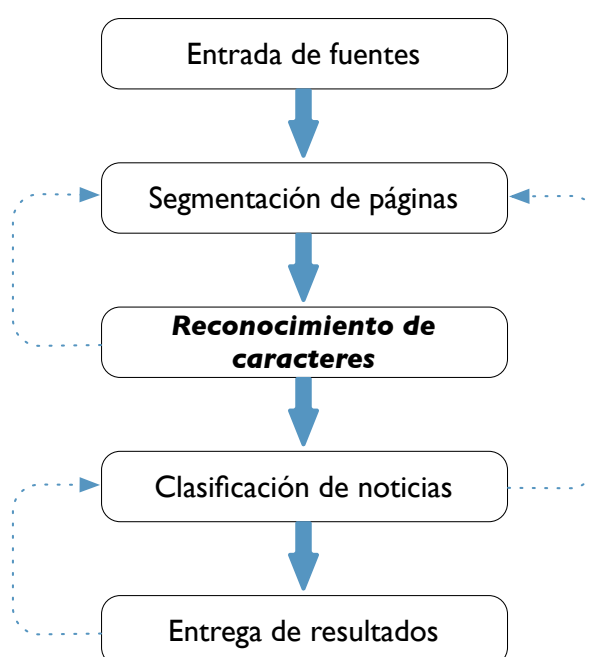 Entrada de fuentes
Segmentación de páginas
Reconocimiento de
caracteres
Clasificación de noticias
Entrega de resultados